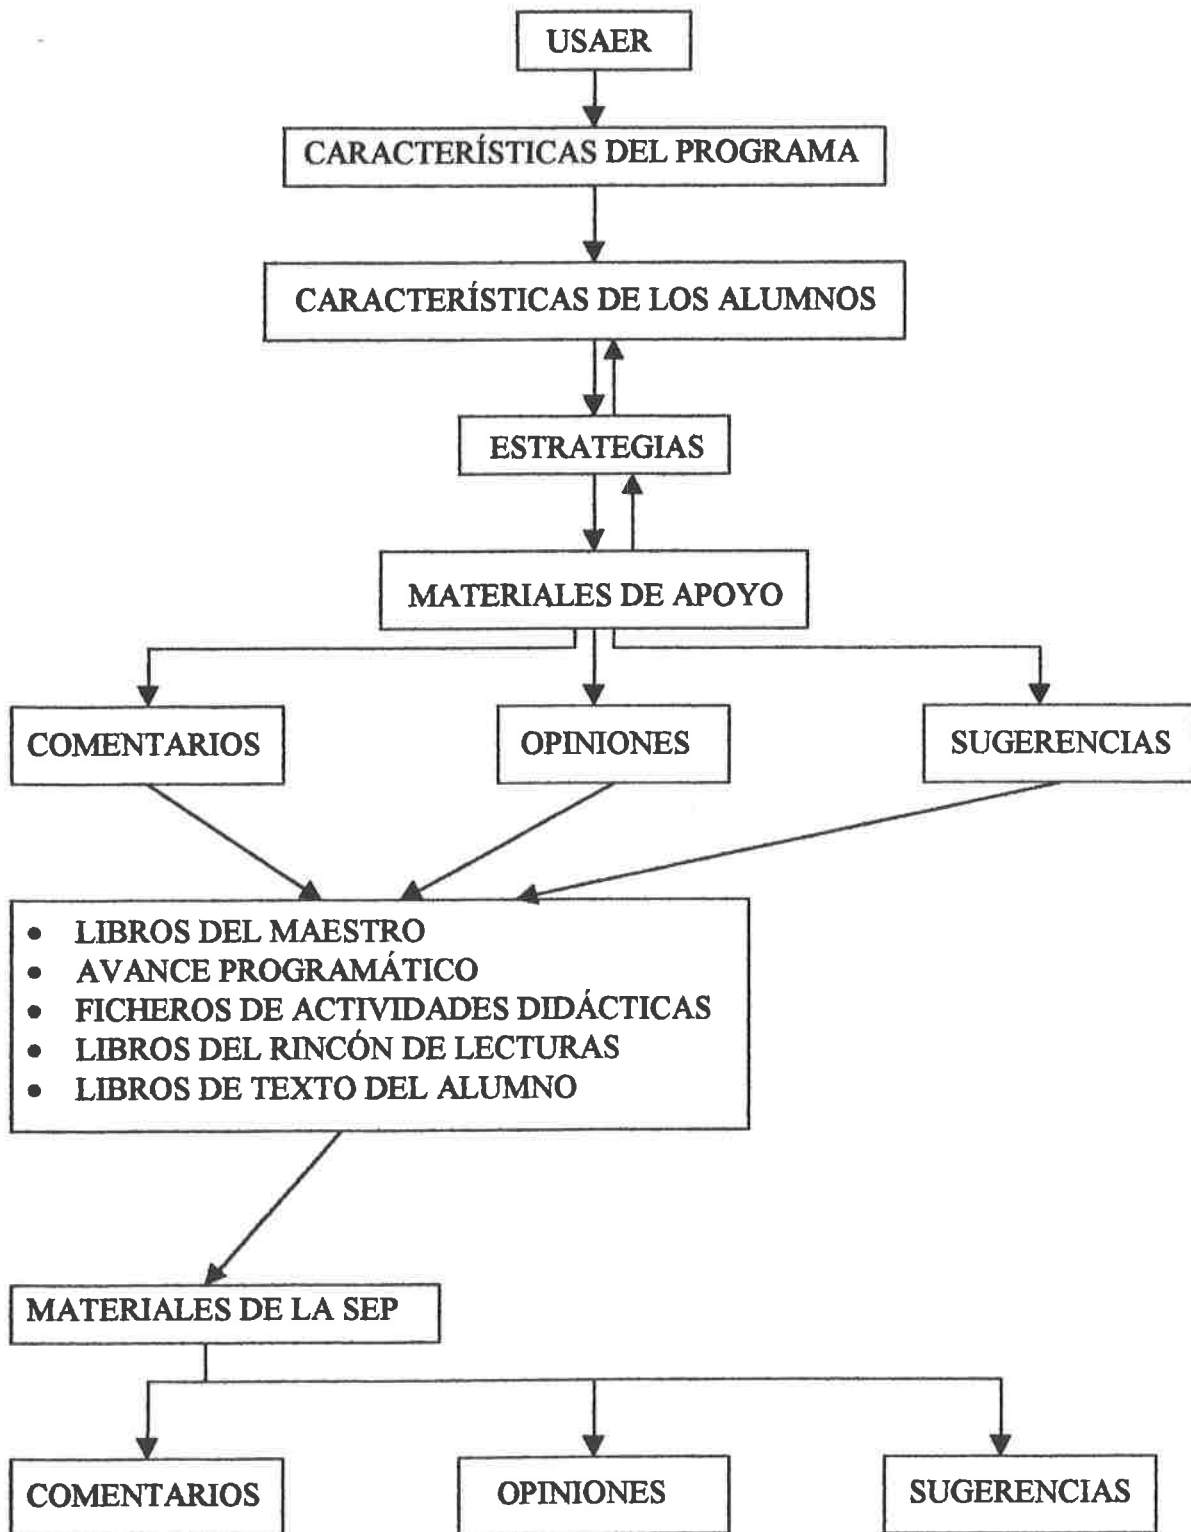 USAER
CARACTERÍSTICAS DEL PROGRAMA
CARACTERÍSTICAS DE LOS ALUMNOS
ESTRATEGIAS
MATERIALES DE APOYO
COMENTARIOS
OPINIONES
SUGERENCIAS
• LIBROS DEL MAESTRO
• AVANCE PROGRAMÁTICO
• FICHEROS DE ACTIVIDADES DIDÁCTICAS
• LIBROS DEL RINCÓN DE LECTURAS
• LIBROS DE TEXTO DEL ALUMNO
MATERIALES DE LA SEP
COMENTARIOS
OPINIONES
SUGERENCIAS